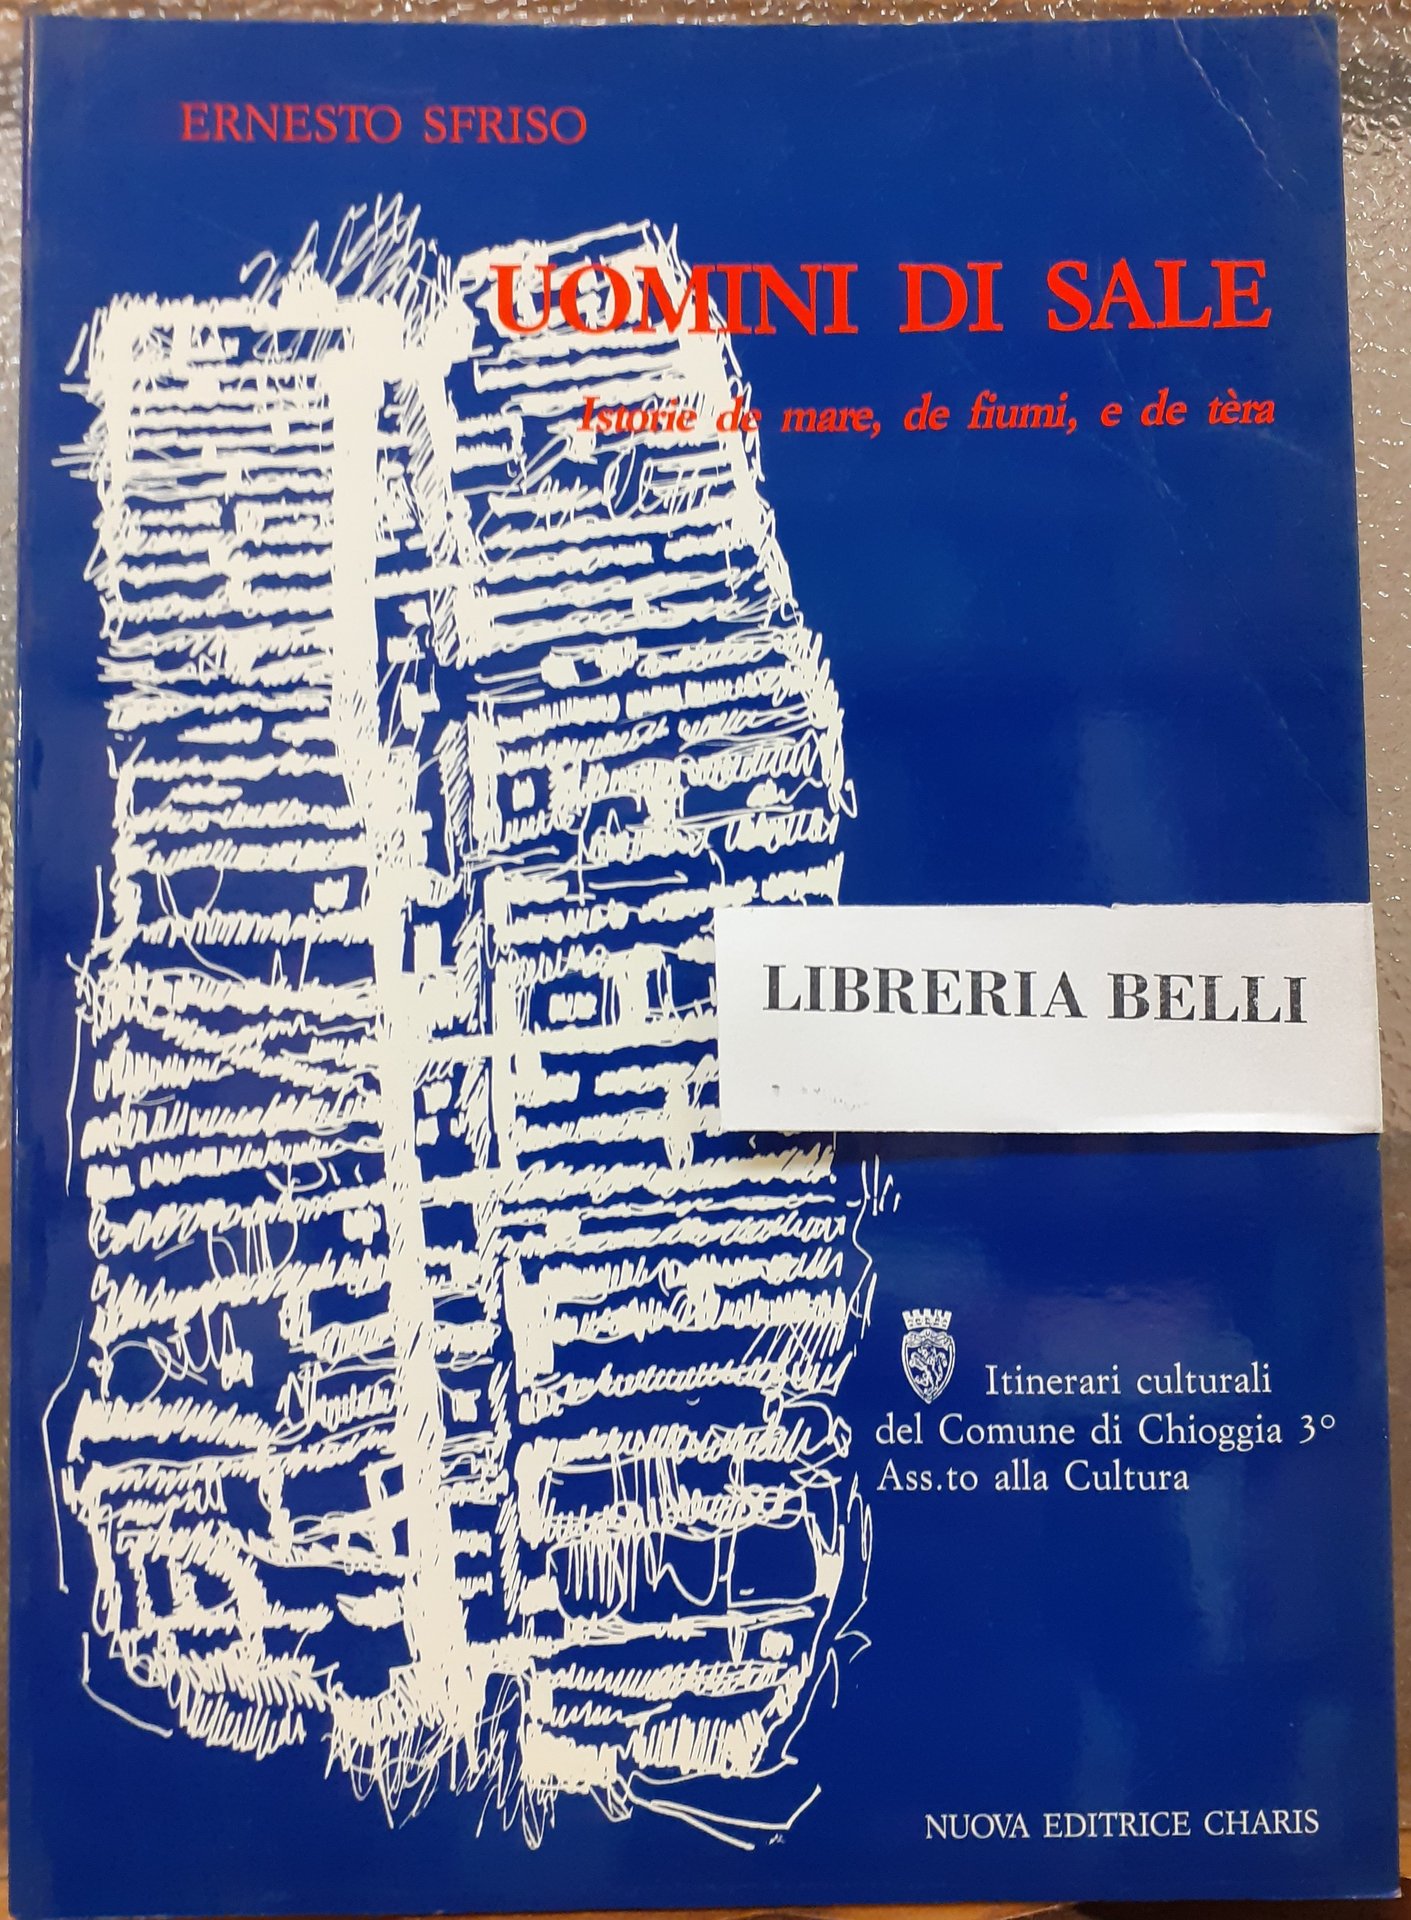 ERNESTO SFRISO
UOMINI DI SALE
Istorie de mare, de fiumi, e de tèra
LIBRERIA BELLI
Itinerari culturali
del Comune di Chioggia 3°
Ass.to alla Cultura
NUOVA EDITRICE CHARIS